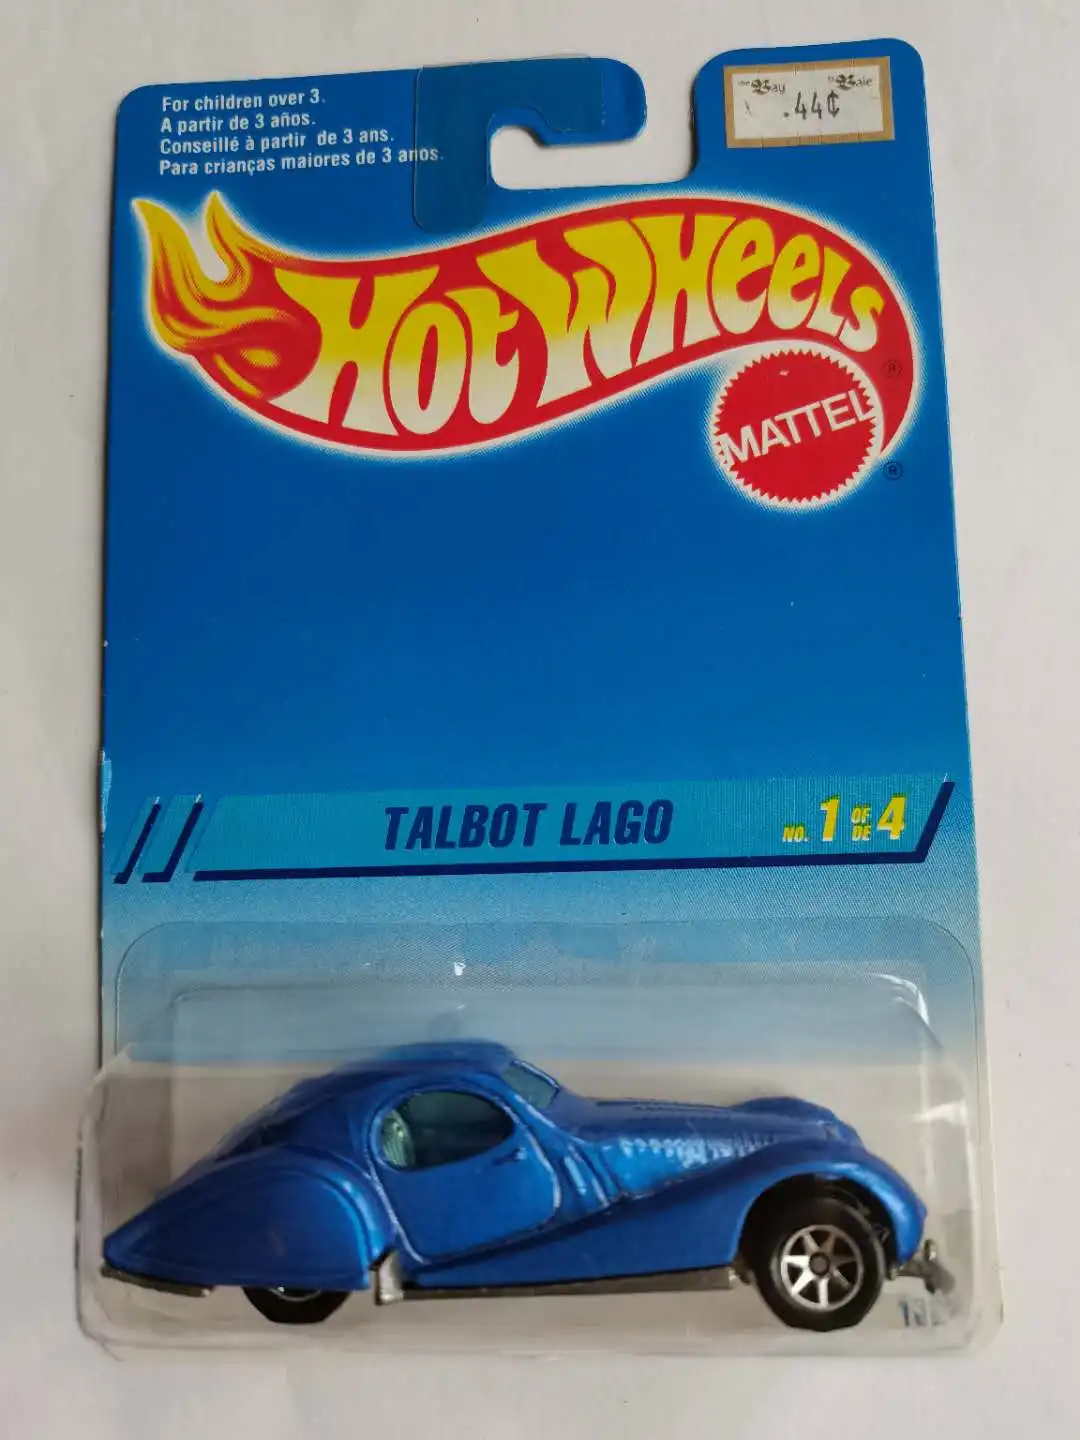 For children over 3.
A partir de 3 años.
Conseillé à partir de 3 ans.
Para crianças maiores de 3 anos.
the Bay Sale
.44¢
Hot Wheels
®
MATTEL
®
TALBOT LAGO
NO. 1 OF DE 4